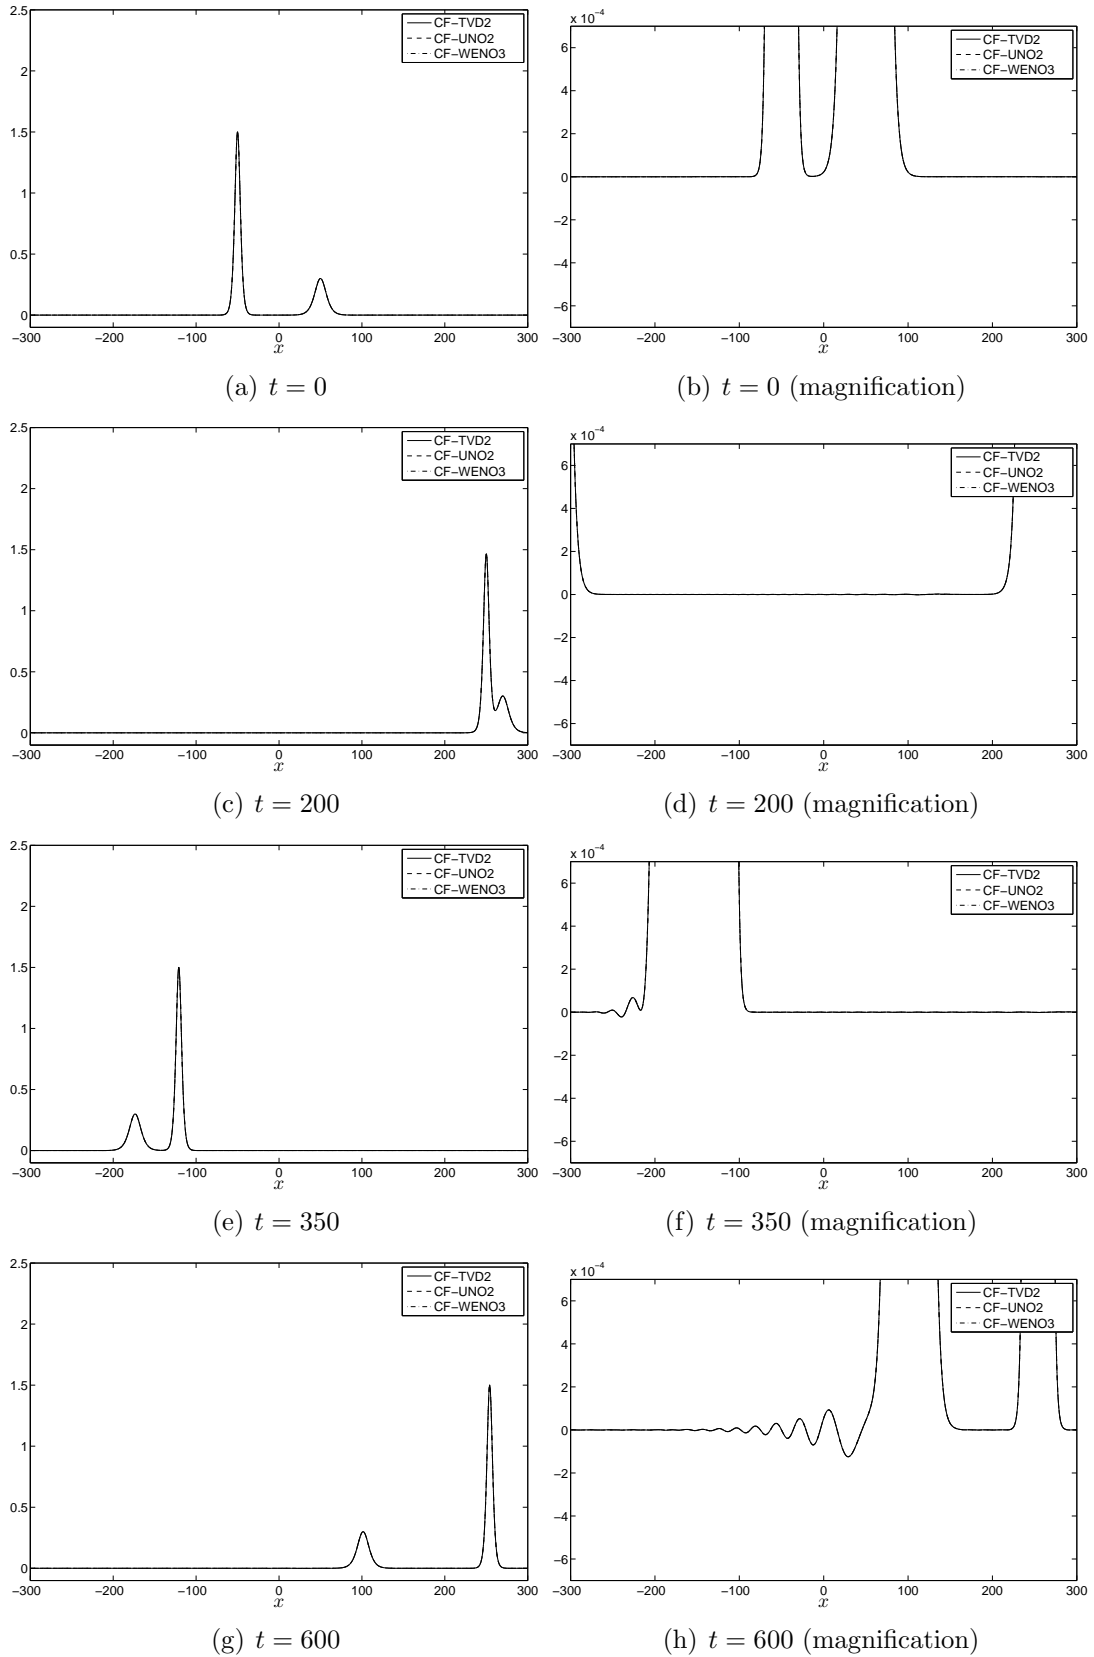 2.5
2
1.5
1
0.5
0
−300 −200 −100 0 100 200 300
x
CF−TVD2
CF−UNO2
CF−WENO3
(a) t = 0
x 10−4
6
4
2
0
−2
−4
−6
−300 −200 −100 0 100 200 300
x
CF−TVD2
CF−UNO2
CF−WENO3
(b) t = 0 (magnification)
2.5
2
1.5
1
0.5
0
−300 −200 −100 0 100 200 300
x
CF−TVD2
CF−UNO2
CF−WENO3
(c) t = 200
x 10−4
6
4
2
0
−2
−4
−6
−300 −200 −100 0 100 200 300
x
CF−TVD2
CF−UNO2
CF−WENO3
(d) t = 200 (magnification)
2.5
2
1.5
1
0.5
0
−300 −200 −100 0 100 200 300
x
CF−TVD2
CF−UNO2
CF−WENO3
(e) t = 350
x 10−4
6
4
2
0
−2
−4
−6
−300 −200 −100 0 100 200 300
x
CF−TVD2
CF−UNO2
CF−WENO3
(f) t = 350 (magnification)
2.5
2
1.5
1
0.5
0
−300 −200 −100 0 100 200 300
x
CF−TVD2
CF−UNO2
CF−WENO3
(g) t = 600
x 10−4
6
4
2
0
−2
−4
−6
−300 −200 −100 0 100 200 300
x
CF−TVD2
CF−UNO2
CF−WENO3
(h) t = 600 (magnification)